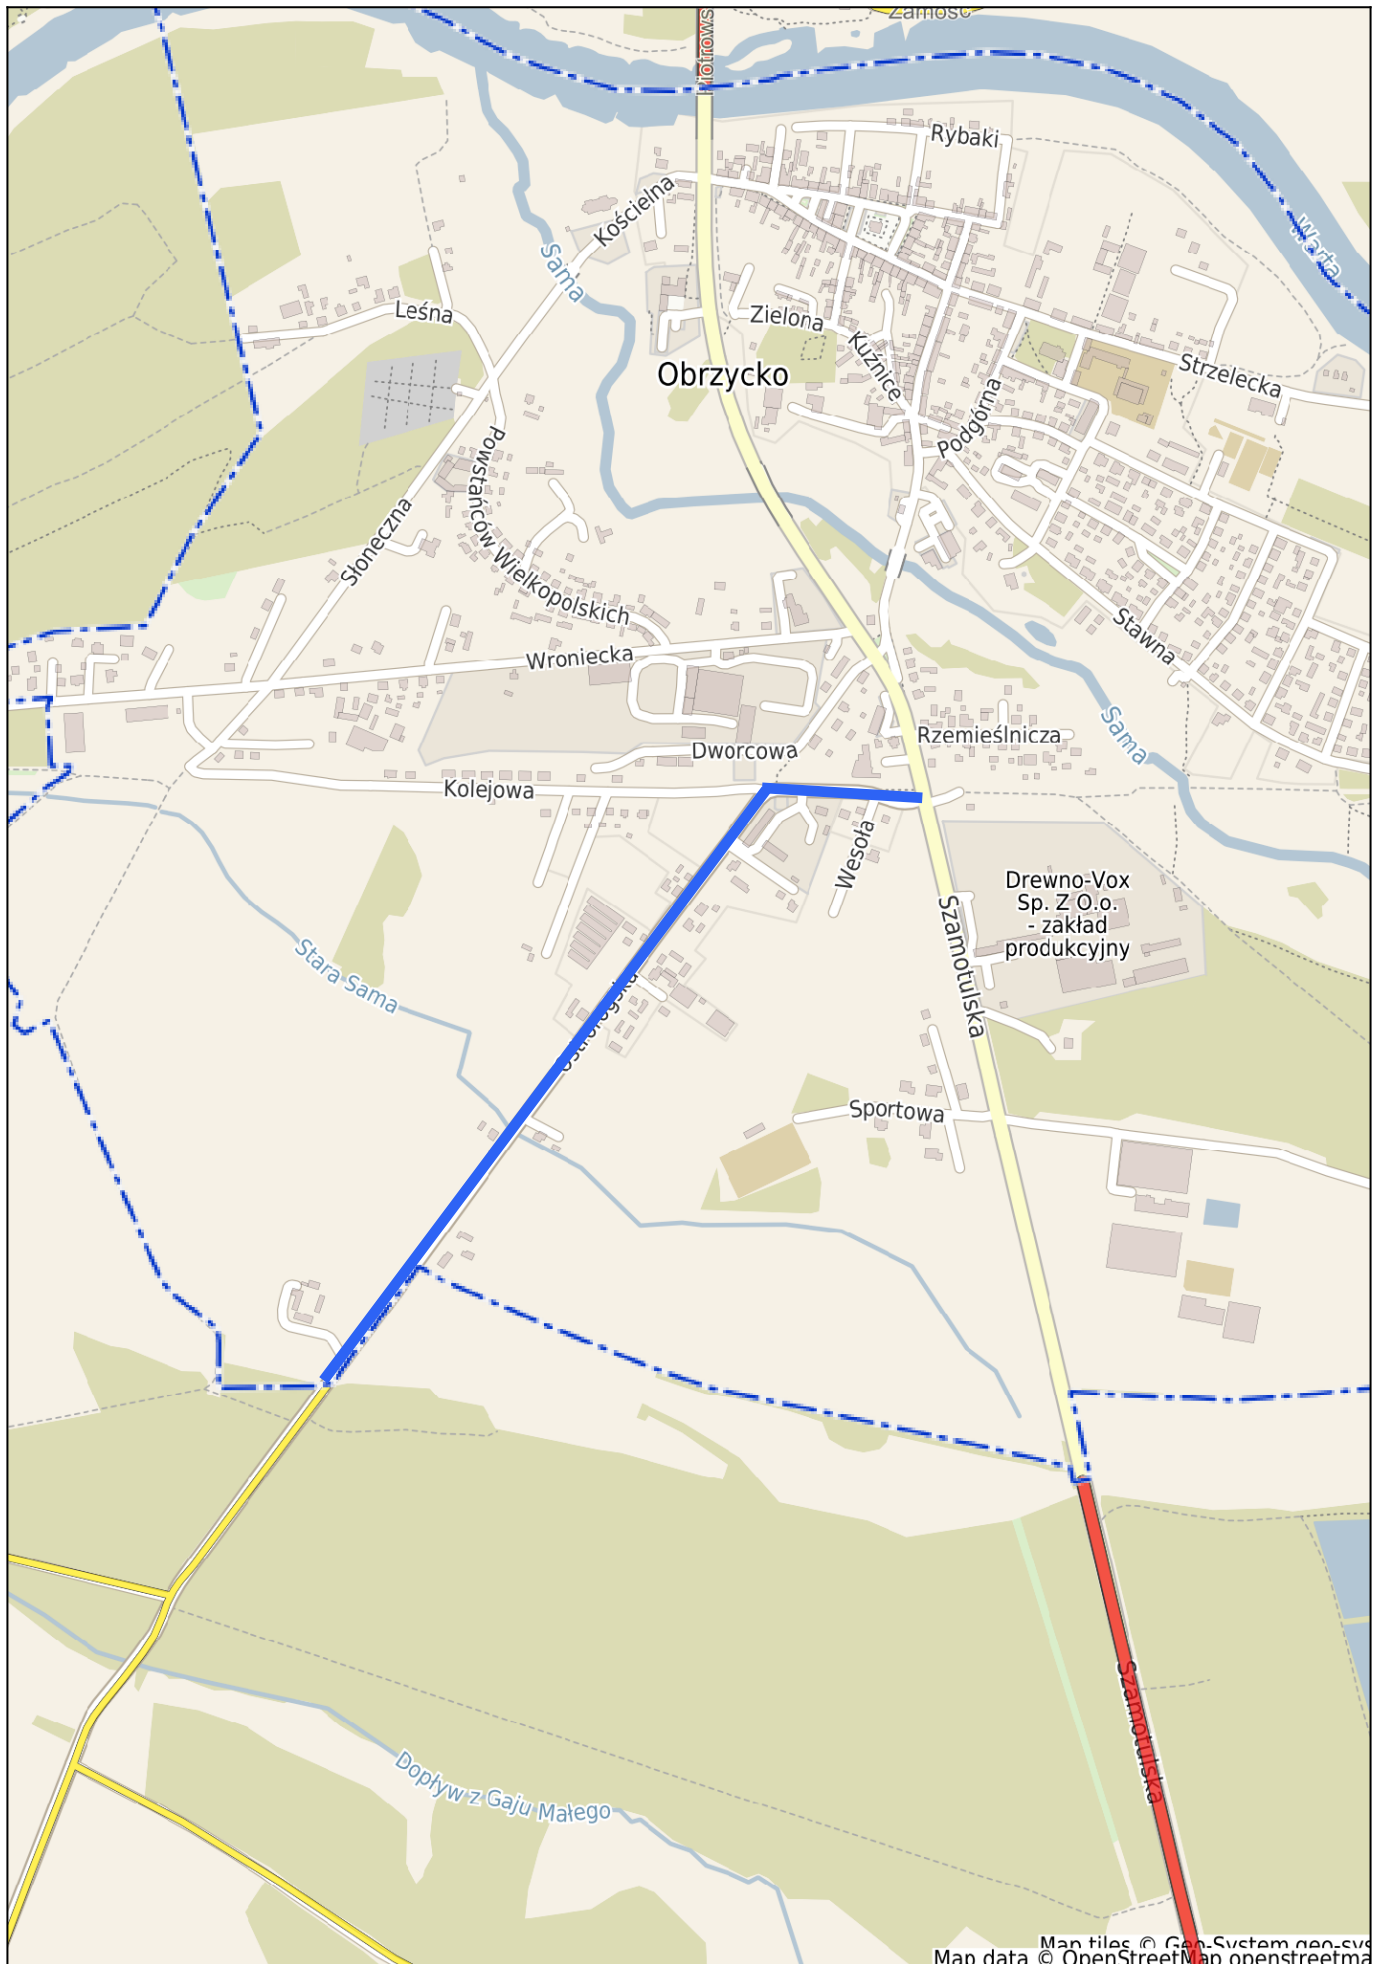 Zamość
Piotrows
Rybaki
Warta
Kościelna
Sama
Leśna
Zielona
Kuźnice
Obrzycko
Strzelecka
Podgórna
Powstańców Wielkopolskich
Słoneczna
Stawna
Wroniecka
Sama
Rzemieślnicza
Dworcowa
Kolejowa
Wesoła
Drewno-Vox
Sp. Z O.o.
- zakład
produkcyjny
Szamotulska
Stara Sama
Ostrorogska
Sportowa
Szamotulska
Dopływ z Gaju Małego
Map tiles © Geo-System geo-sys
Map data © OpenStreetMap openstreetma